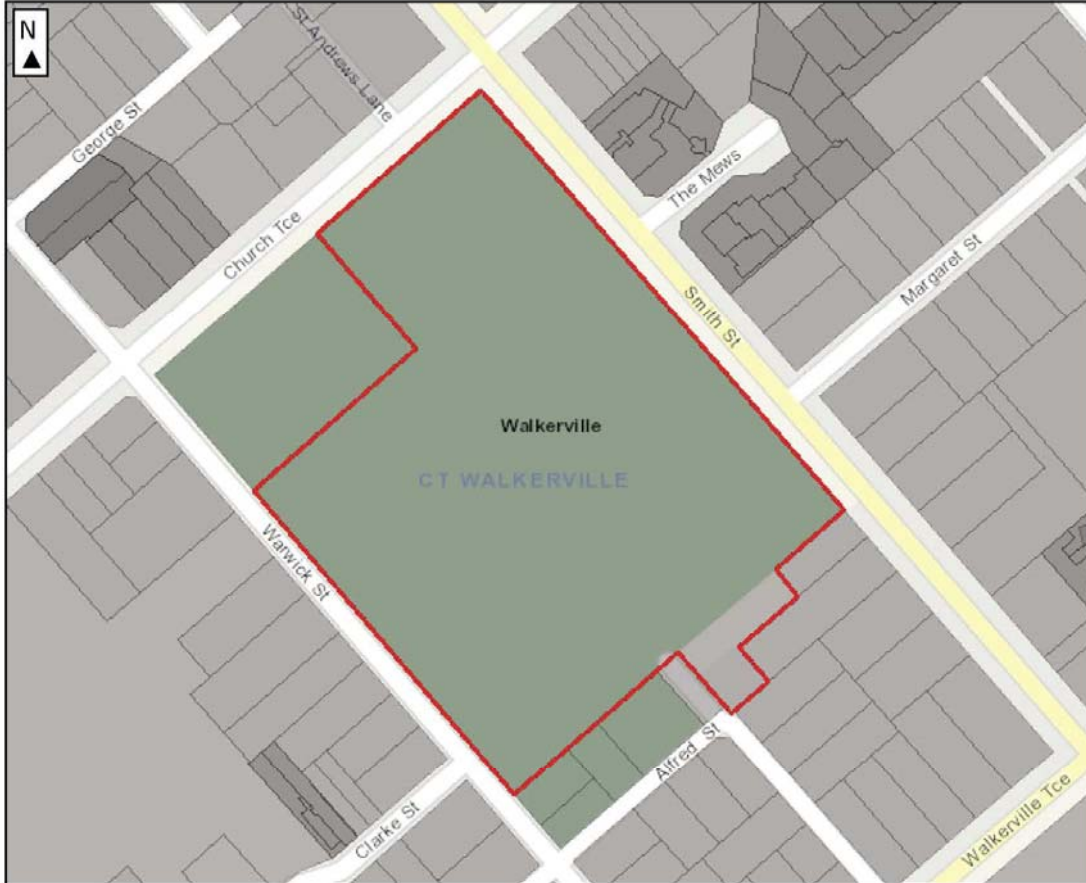 N
St Andrews Lane
George St
The Mews
Church Tce
Margaret St
Smith St
Walkerville
CT WALKERVILLE
Warwick St
Alfred St
Clarke St
Walkerville Tce